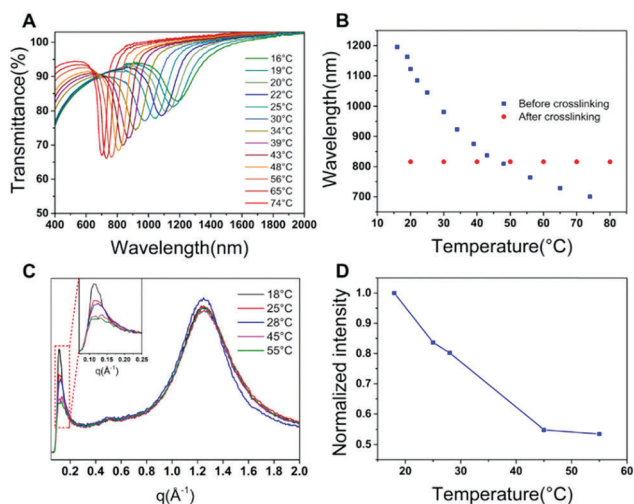 A
Transmittance(%)
100
90
80
70
60
50
400 600 800 1000 1200 1400 1600 1800 2000
Wavelength(nm)
16°C
19°C
20°C
22°C
25°C
30°C
34°C
39°C
43°C
48°C
56°C
65°C
74°C
B
Wavelength(nm)
1200
1100
1000
900
800
700
10 20 30 40 50 60 70 80
Temperature(°C)
Before crosslinking
After crosslinking
C
0.10 0.15 0.20 0.25
q(Å-1)
18°C
25°C
28°C
45°C
55°C
0.2 0.4 0.6 0.8 1.0 1.2 1.4 1.6 1.8 2.0
q(Å-1)
D
Normalized intensity
1.0
0.9
0.8
0.7
0.6
0.5
20 30 40 50 60
Temperature(°C)